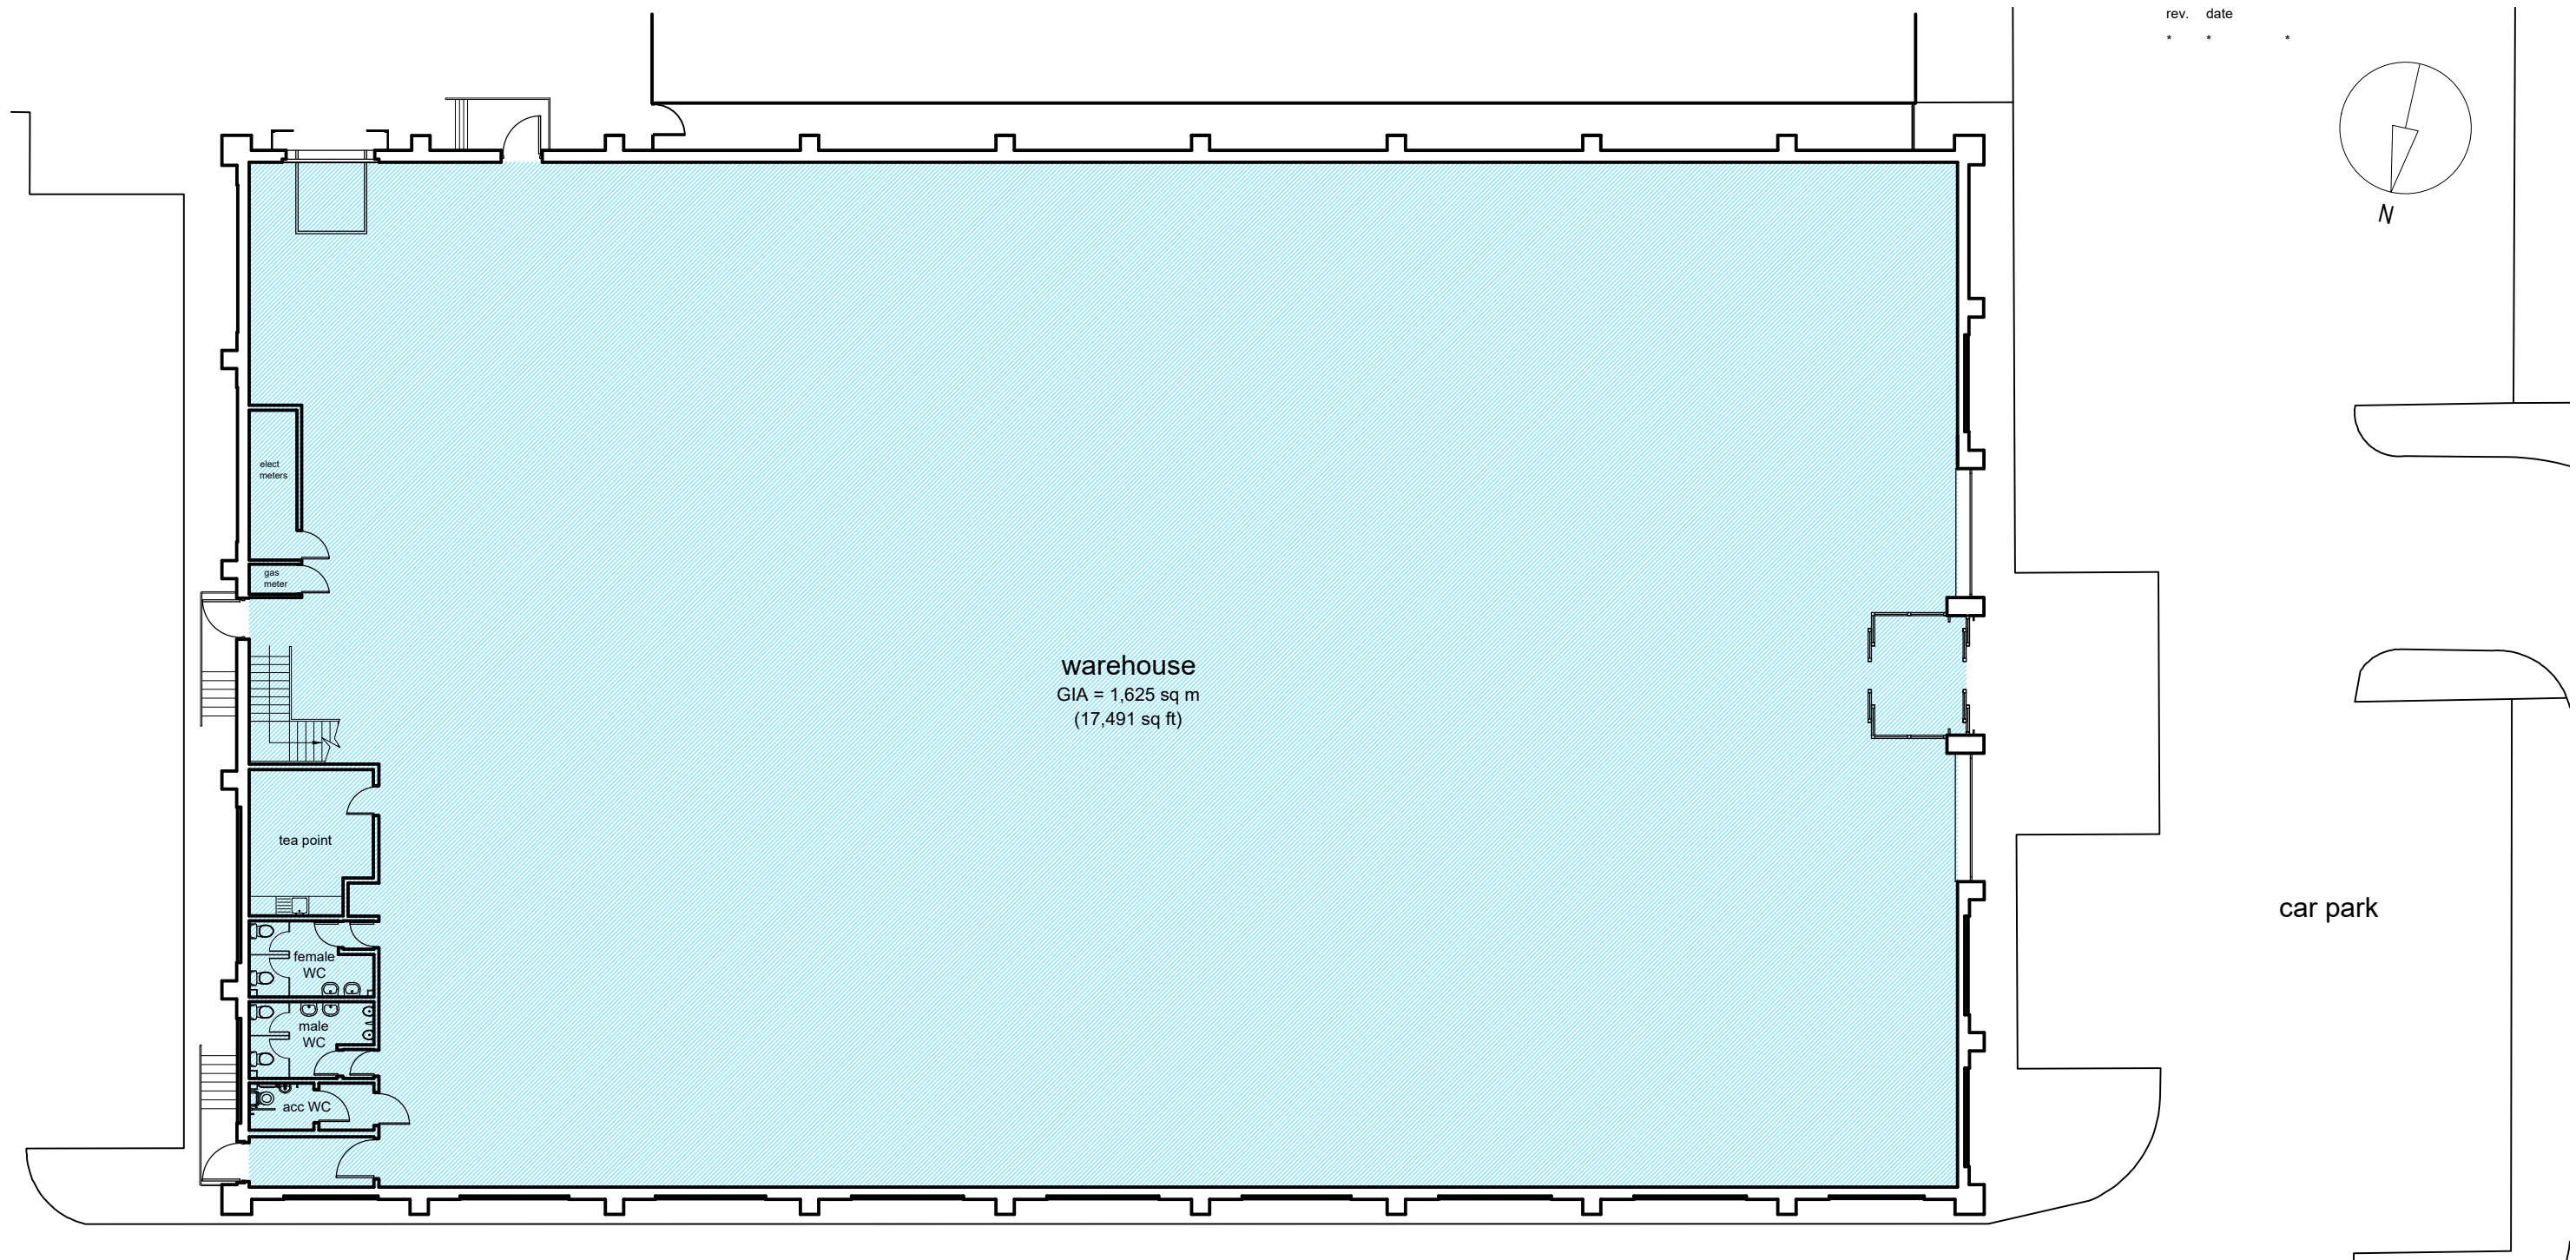 rev. date
* * *
N
elect
meters
gas
meter
warehouse
GIA = 1,625 sq m
(17,491 sq ft)
tea point
car park
female
WC
male
WC
acc WC